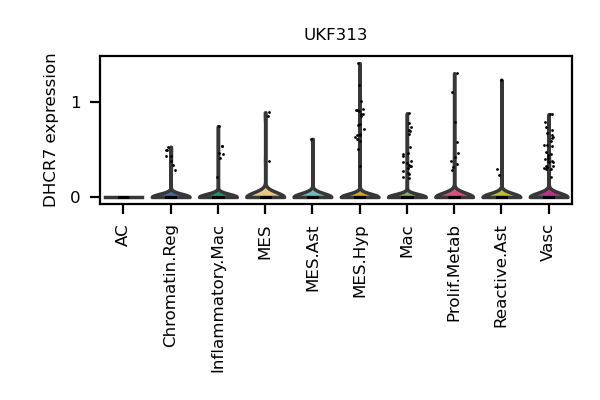 UKF313
DHCR7 expression
1
0
AC
Chromatin.Reg
Inflammatory.Mac
MES
MES.Ast
MES.Hyp
Mac
Prolif.Metab
Reactive.Ast
Vasc